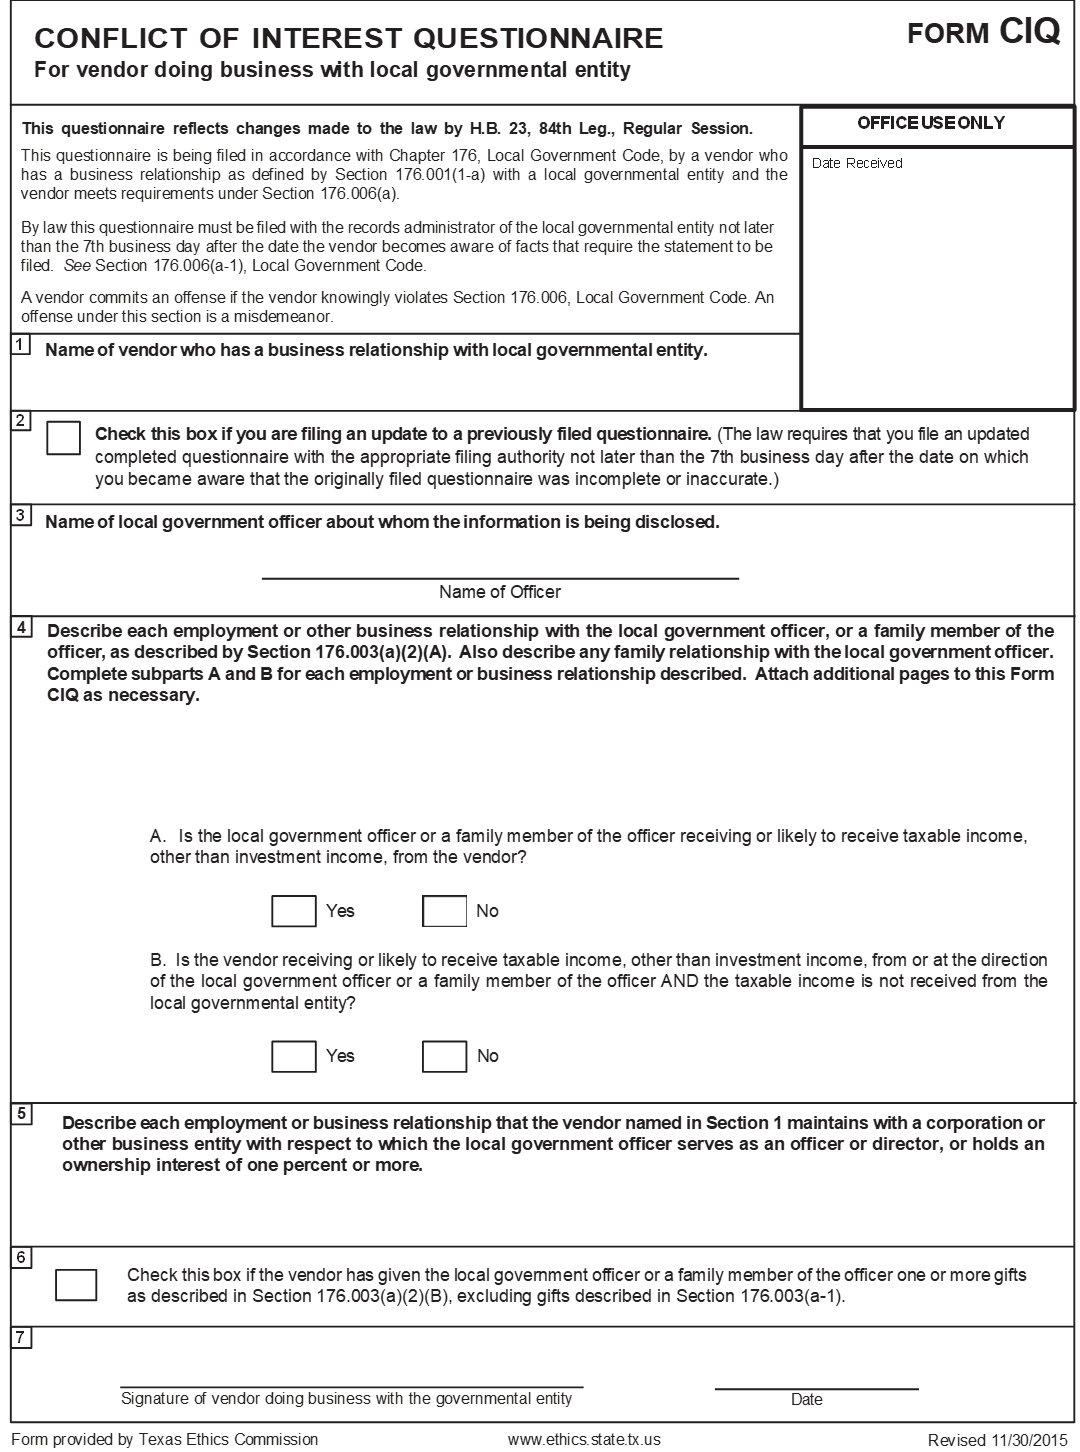 CONFLICT OF INTEREST QUESTIONNAIRE
FORM CIQ
For vendor doing business with local governmental entity
This questionnaire reflects changes made to the law by H.B. 23, 84th Leg., Regular Session.
This questionnaire is being filed in accordance with Chapter 176, Local Government Code, by a vendor who
has a business relationship as defined by Section 176.001(1-a) with a local governmental entity and the
vendor meets requirements under Section 176.006(a).
By law this questionnaire must be filed with the records administrator of the local governmental entity not later
than the 7th business day after the date the vendor becomes aware of facts that require the statement to be
filed. See Section 176.006(a-1), Local Government Code.
A vendor commits an offense if the vendor knowingly violates Section 176.006, Local Government Code. An
offense under this section is a misdemeanor.
OFFICE USE ONLY
Date Received
1
Name of vendor who has a business relationship with local governmental entity.
2
Check this box if you are filing an update to a previously filed questionnaire. (The law requires that you file an updated
completed questionnaire with the appropriate filing authority not later than the 7th business day after the date on which
you became aware that the originally filed questionnaire was incomplete or inaccurate.)
3
Name of local government officer about whom the information is being disclosed.
Name of Officer
4
Describe each employment or other business relationship with the local government officer, or a family member of the
officer, as described by Section 176.003(a)(2)(A). Also describe any family relationship with the local government officer.
Complete subparts A and B for each employment or business relationship described. Attach additional pages to this Form
CIQ as necessary.
A. Is the local government officer or a family member of the officer receiving or likely to receive taxable income,
other than investment income, from the vendor?
Yes No
B. Is the vendor receiving or likely to receive taxable income, other than investment income, from or at the direction
of the local government officer or a family member of the officer AND the taxable income is not received from the
local governmental entity?
Yes No
5
Describe each employment or business relationship that the vendor named in Section 1 maintains with a corporation or
other business entity with respect to which the local government officer serves as an officer or director, or holds an
ownership interest of one percent or more.
6
Check this box if the vendor has given the local government officer or a family member of the officer one or more gifts
as described in Section 176.003(a)(2)(B), excluding gifts described in Section 176.003(a-1).
7
Signature of vendor doing business with the governmental entity
Date
Form provided by Texas Ethics Commission
www.ethics.state.tx.us
Revised 11/30/2015